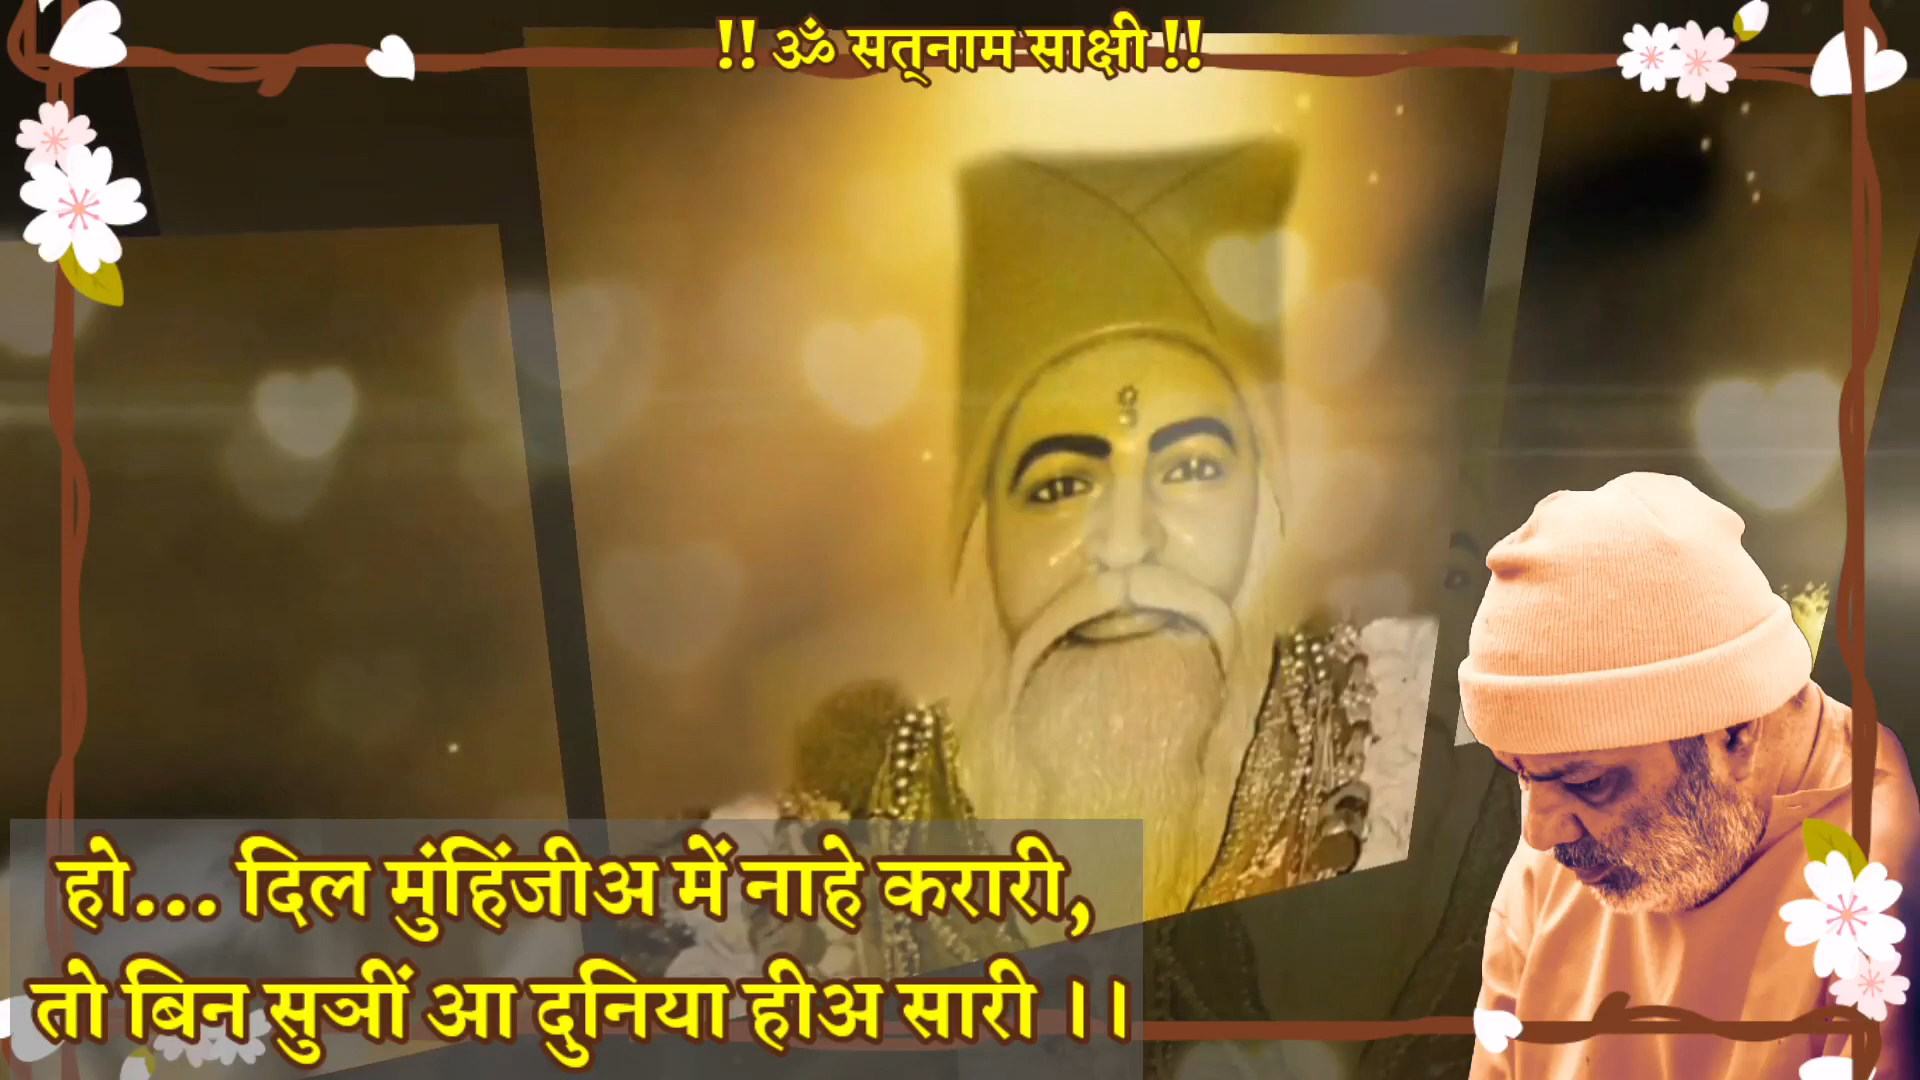 !! ॐ सत्‌नाम साक्षी !!
हो... दिल मुंहिंजीअ में नाहे करारी,
तो बिन सुञीं आ दुनिया हीअ सारी ।।